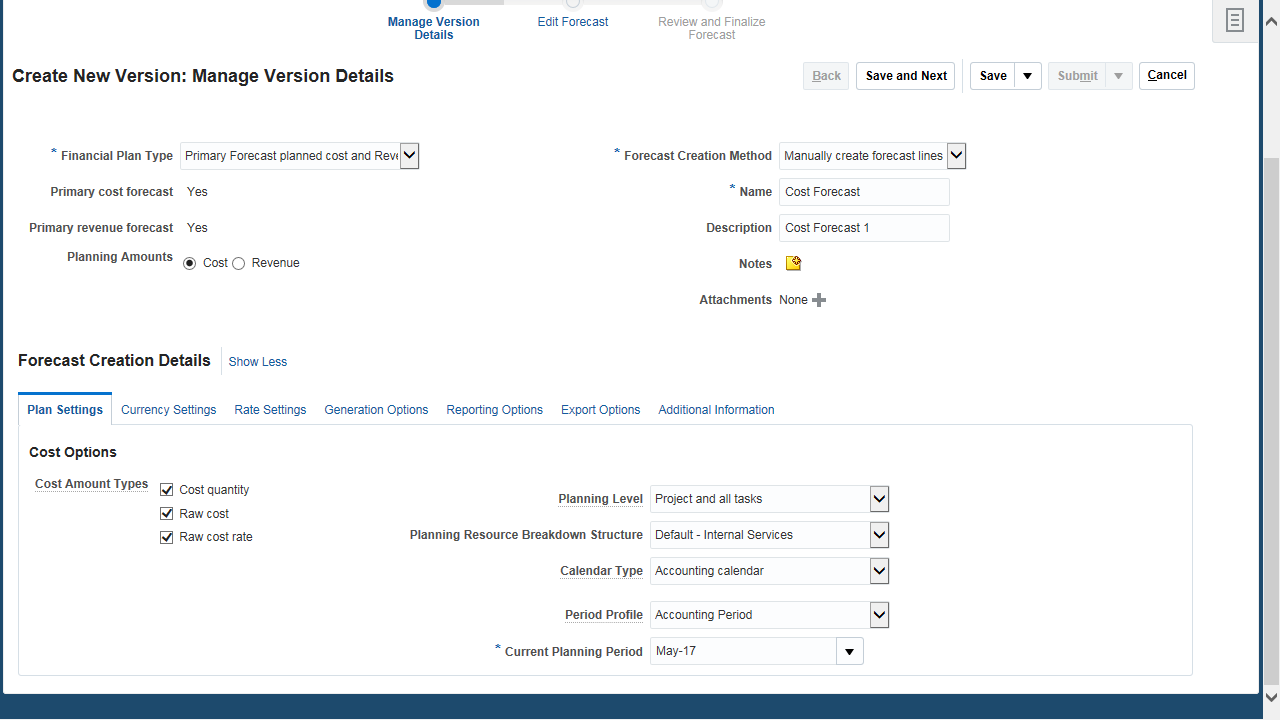 Manage Version
Details
Edit Forecast
Review and Finalize
Forecast
Create New Version: Manage Version Details
Back
Save and Next
Save
Submit
Cancel
* Financial Plan Type Primary Forecast planned cost and Reve
Primary cost forecast Yes
Primary revenue forecast Yes
Planning Amounts Cost Revenue
* Forecast Creation Method Manually create forecast lines
* Name Cost Forecast
Description Cost Forecast 1
Notes
Attachments None
Forecast Creation Details Show Less
Plan Settings Currency Settings Rate Settings Generation Options Reporting Options Export Options Additional Information
Cost Options
Cost Amount Types Cost quantity
Raw cost
Raw cost rate
Planning Level Project and all tasks
Planning Resource Breakdown Structure Default - Internal Services
Calendar Type Accounting calendar
Period Profile Accounting Period
* Current Planning Period May-17